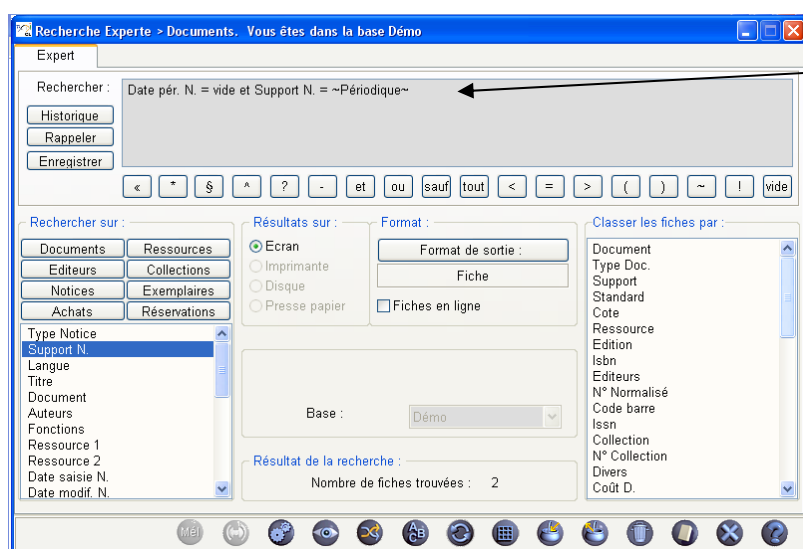 Recherche Experte > Documents. Vous êtes dans la base Démo
Expert
Rechercher :
Date pér. N. = vide et Support N. = ~Périodique~
Historique
Rappeler
Enregistrer
« * § ^ ? - et ou sauf tout < = > ( ) ~ ! vide
Rechercher sur :
Documents Ressources
Editeurs Collections
Notices Exemplaires
Achats Réservations
Type Notice
Support N.
Langue
Titre
Document
Auteurs
Fonctions
Ressource 1
Ressource 2
Date saisie N.
Date modif. N.
Résultats sur :
Ecran
Imprimante
Disque
Presse papier
Format :
Format de sortie :
Fiche
Fiches en ligne
Base : Démo
Résultat de la recherche :
Nombre de fiches trouvées : 2
Classer les fiches par :
Document
Type Doc.
Support
Standard
Cote
Ressource
Edition
Isbn
Editeurs
N° Normalisé
Code barre
Issn
Collection
N° Collection
Divers
Coût D.
Mél